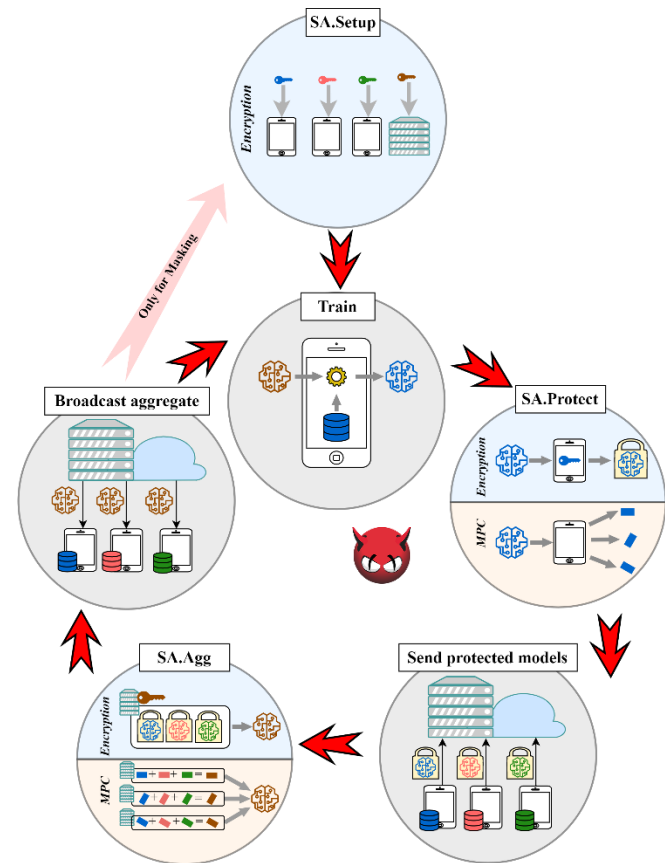 SA.Setup
Encryption
Only for Masking
Train
Broadcast aggregate
SA.Protect
Encryption
MPC
SA.Agg
Encryption
MPC
+ + =
+ + =
+ + =
Send protected models